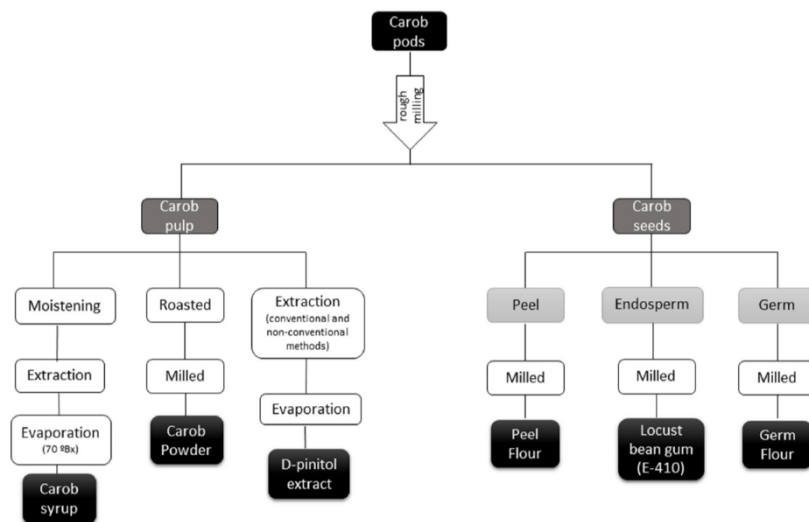 Carob
pods
rough
milling
Carob
pulp
Carob
seeds
Moistening
Roasted
Extraction
(conventional and
non-conventional
methods)
Peel
Endosperm
Germ
Extraction
Milled
Evaporation
Milled
Milled
Milled
Evaporation
(70 ºBx)
Carob
Powder
D-pinitol
extract
Peel
Flour
Locust
bean gum
(E-410)
Germ
Flour
Carob
syrup